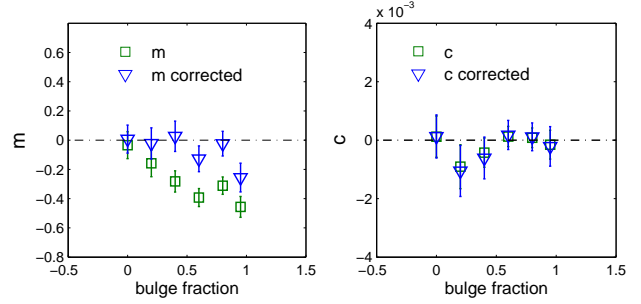 x 10⁻³
0.6
0.4
0.2
0
−0.2
−0.4
−0.6
−0.8
m
m
m corrected
−0.5 0 0.5 1 1.5
bulge fraction
4
2
0
−2
−4
c
c
c corrected
−0.5 0 0.5 1 1.5
bulge fraction